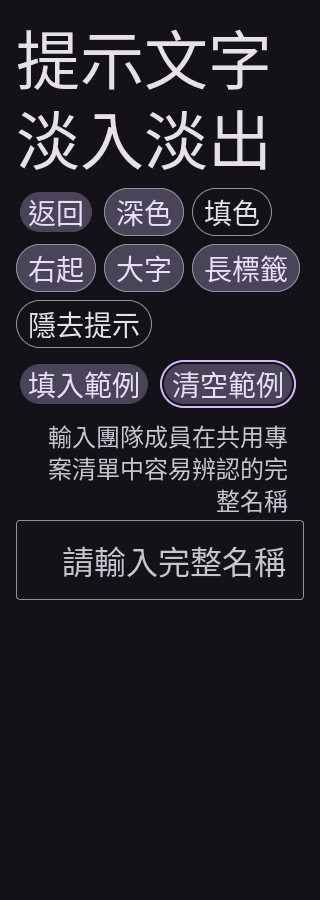 提示文字
淡入淡出
返回 深色 填色
右起 大字 長標籤
隱去提示
填入範例 清空範例
輸入團隊成員在共用專
案清單中容易辨認的完
整名稱
請輸入完整名稱